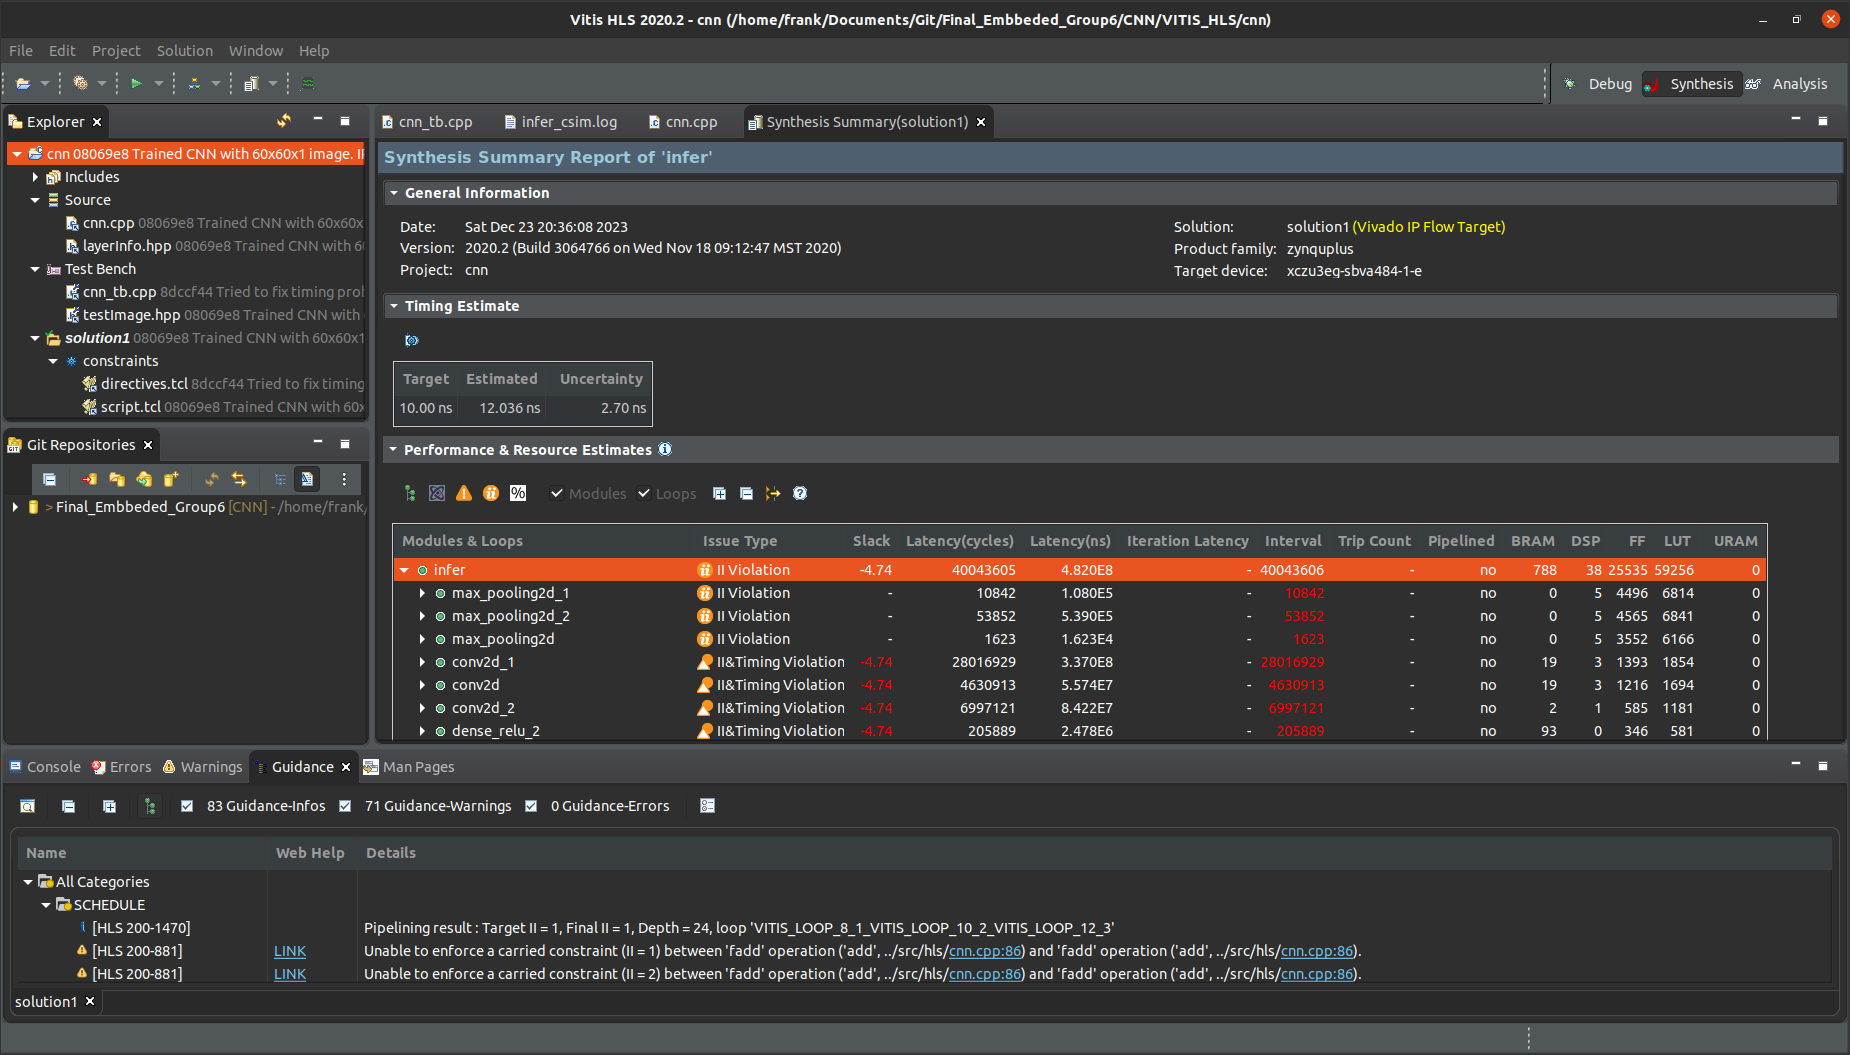 Vitis HLS 2020.2 - cnn (/home/frank/Documents/Git/Final_Embbeded_Group6/CNN/VITIS_HLS/cnn)
File Edit Project Solution Window Help
Debug Synthesis Analysis
Explorer
cnn 08069e8 Trained CNN with 60x60x1 image. I
Includes
Source
cnn.cpp 08069e8 Trained CNN with 60x60x
layerInfo.hpp 08069e8 Trained CNN with 6
Test Bench
cnn_tb.cpp 8dccf44 Tried to fix timing pro
testImage.hpp 08069e8 Trained CNN with
solution1 08069e8 Trained CNN with 60x60x1
constraints
directives.tcl 8dccf44 Tried to fix timing
script.tcl 08069e8 Trained CNN with 60x
Git Repositories
> Final_Embbeded_Group6 [CNN] - /home/frank/
cnn_tb.cpp infer_csim.log cnn.cpp Synthesis Summary(solution1)
Synthesis Summary Report of 'infer'
General Information
Date: Sat Dec 23 20:36:08 2023
Version: 2020.2 (Build 3064766 on Wed Nov 18 09:12:47 MST 2020)
Project: cnn
Solution: solution1 (Vivado IP Flow Target)
Product family: zynquplus
Target device: xczu3eg-sbva484-1-e
Timing Estimate
Target Estimated Uncertainty
10.00 ns 12.036 ns 2.70 ns
Performance & Resource Estimates
% Modules Loops
Modules & Loops Issue Type Slack Latency(cycles) Latency(ns) Iteration Latency Interval Trip Count Pipelined BRAM DSP FF LUT URAM
infer II Violation -4.74 40043605 4.820E8 - 40043606 - no 788 38 25535 59256 0
max_pooling2d_1 II Violation - 10842 1.080E5 - 10842 - no 0 5 4496 6814 0
max_pooling2d_2 II Violation - 53852 5.390E5 - 53852 - no 0 5 4565 6841 0
max_pooling2d II Violation - 1623 1.623E4 - 1623 - no 0 5 3552 6166 0
conv2d_1 II&Timing Violation -4.74 28016929 3.370E8 - 28016929 - no 19 3 1393 1854 0
conv2d II&Timing Violation -4.74 4630913 5.574E7 - 4630913 - no 19 3 1216 1694 0
conv2d_2 II&Timing Violation -4.74 6997121 8.422E7 - 6997121 - no 2 1 585 1181 0
dense_relu_2 II&Timing Violation -4.74 205889 2.478E6 - 205889 - no 93 0 346 581 0
Console Errors Warnings Guidance Man Pages
83 Guidance-Infos 71 Guidance-Warnings 0 Guidance-Errors
Name Web Help Details
All Categories
SCHEDULE
[HLS 200-1470] Pipelining result : Target II = 1, Final II = 1, Depth = 24, loop 'VITIS_LOOP_8_1_VITIS_LOOP_10_2_VITIS_LOOP_12_3'
[HLS 200-881] LINK Unable to enforce a carried constraint (II = 1) between 'fadd' operation ('add', ../src/hls/cnn.cpp:86) and 'fadd' operation ('add', ../src/hls/cnn.cpp:86).
[HLS 200-881] LINK Unable to enforce a carried constraint (II = 2) between 'fadd' operation ('add', ../src/hls/cnn.cpp:86) and 'fadd' operation ('add', ../src/hls/cnn.cpp:86).
solution1